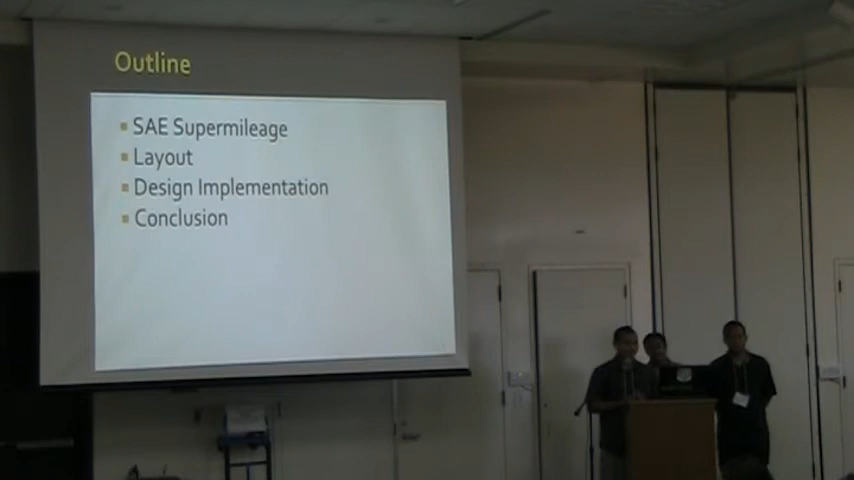 Outline
SAE Supermileage
Layout
Design Implementation
Conclusion